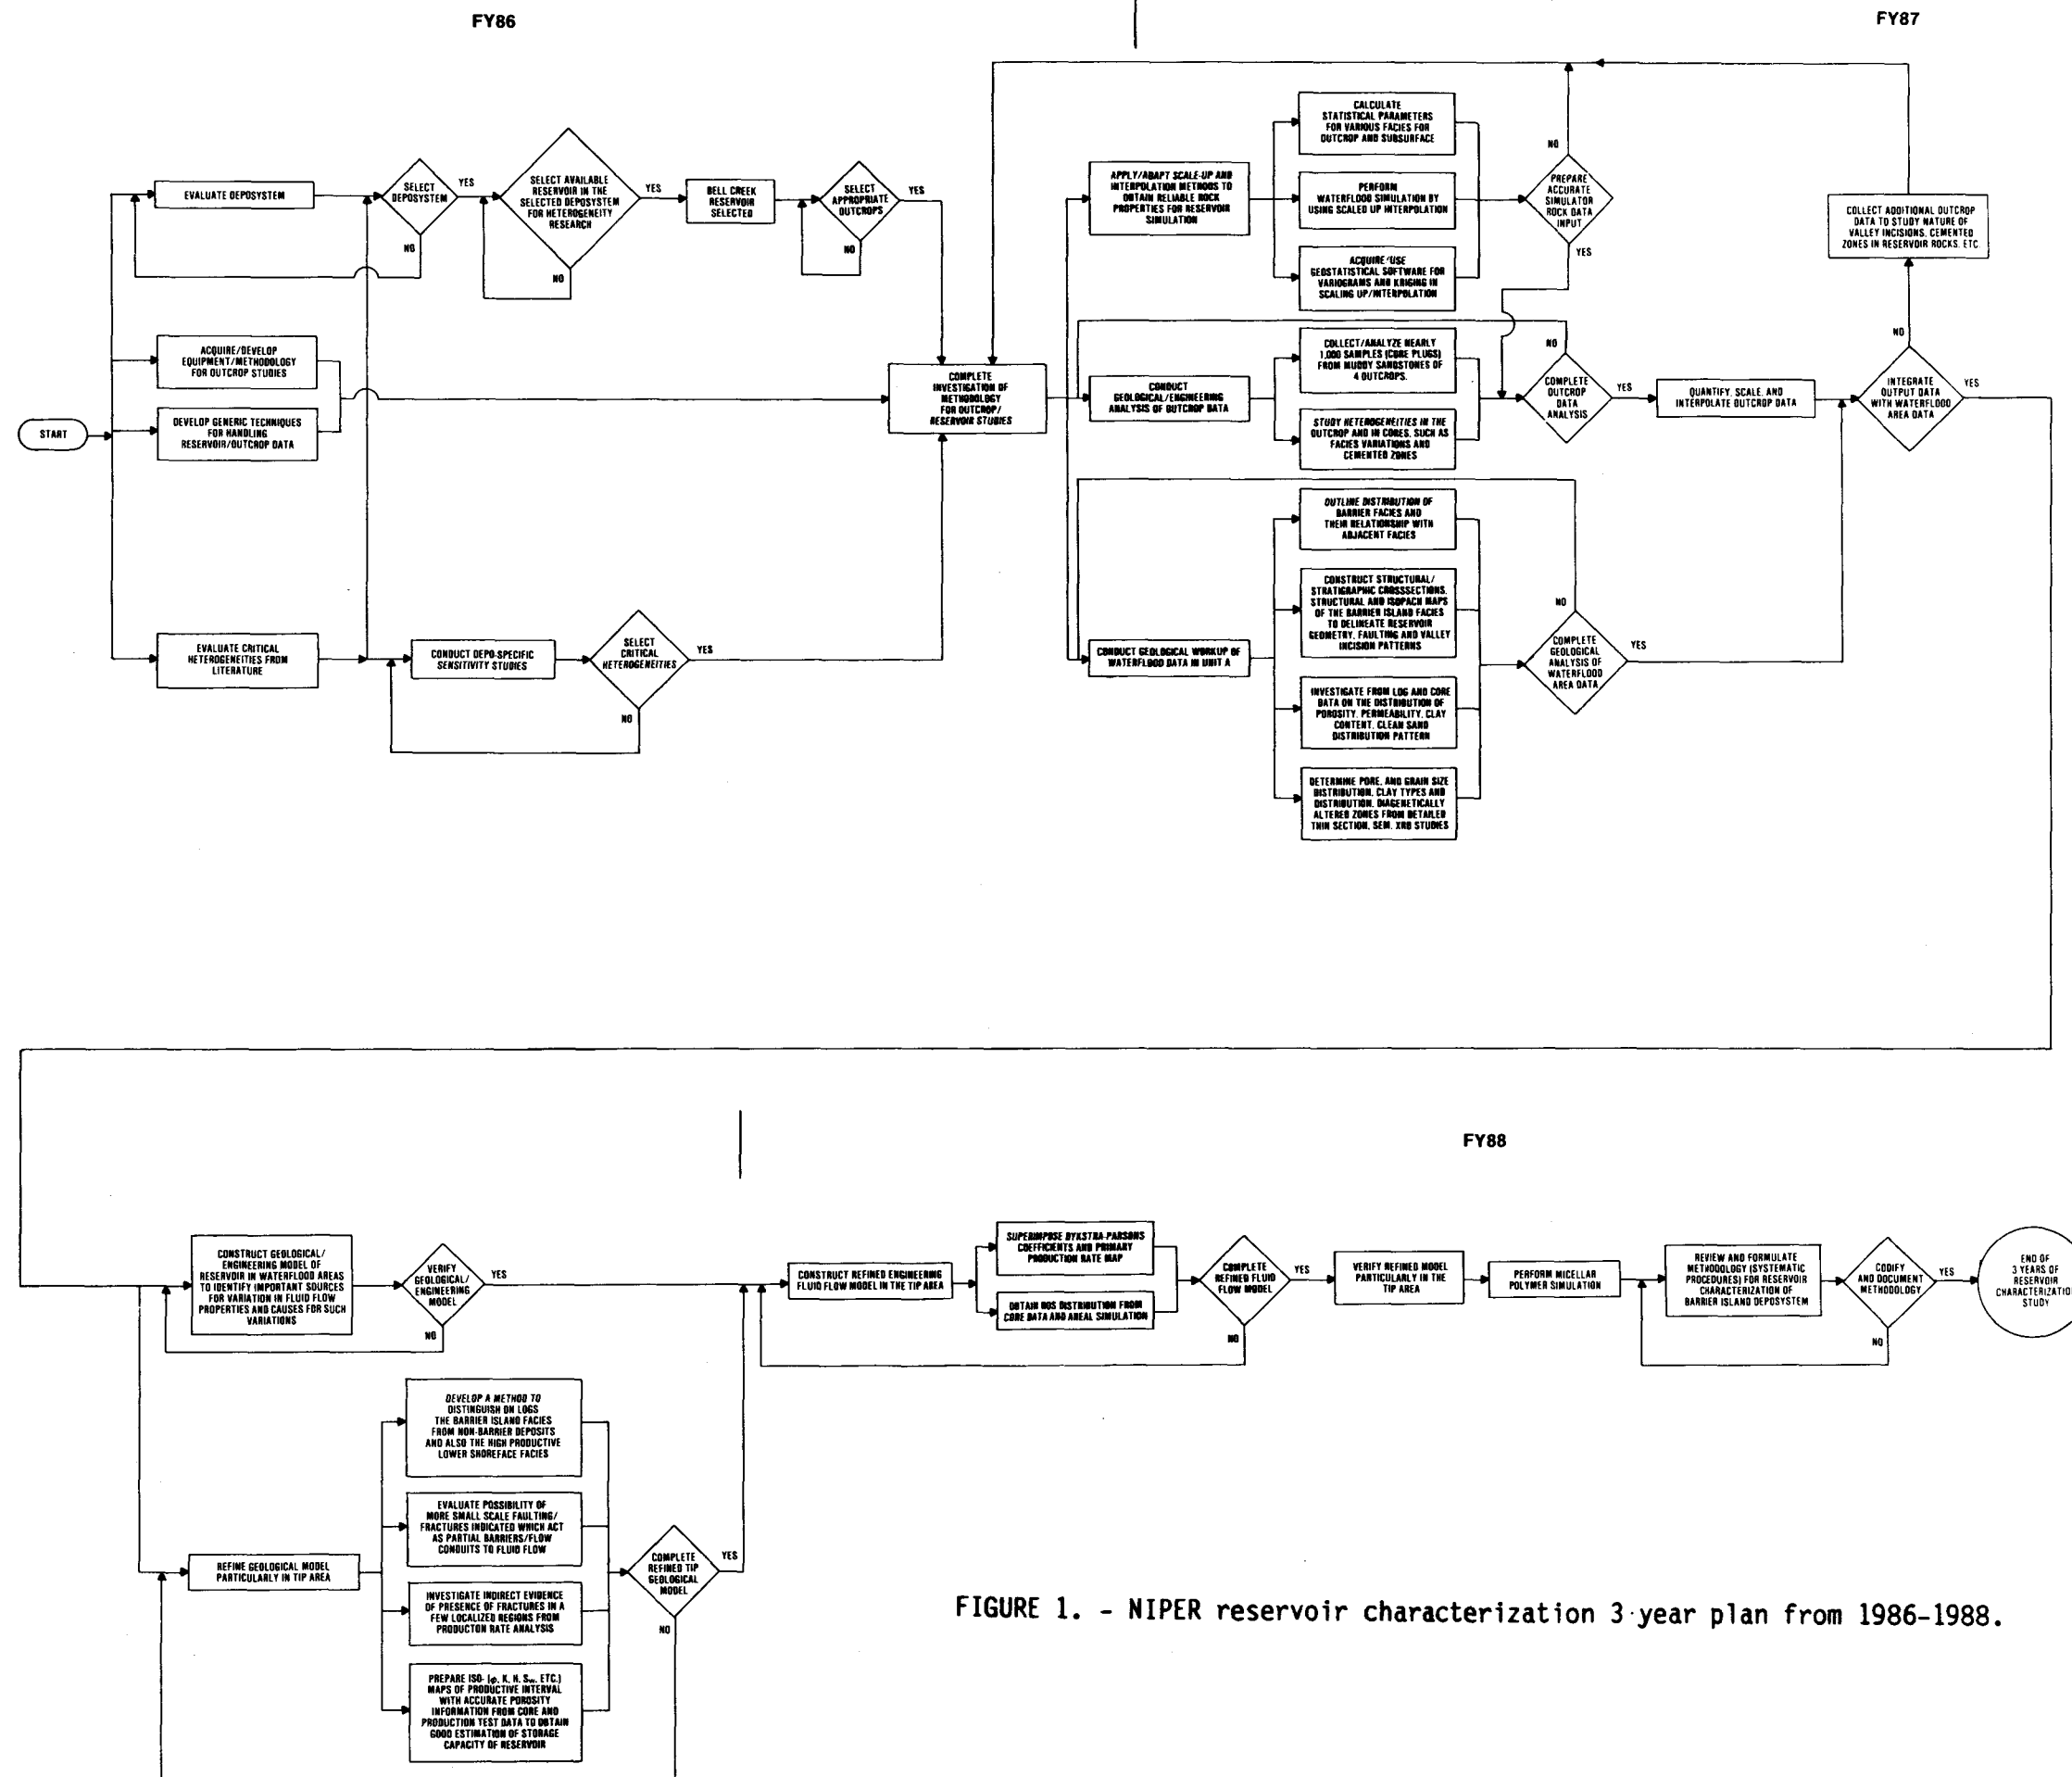 FY86
FY87
EVALUATE DEPOSYSTEM
SELECT
DEPOSYSTEM
YES
NO
SELECT AVAILABLE
RESERVOIR IN THE
SELECTED DEPOSYSTEM
FOR HETEROGENEITY
RESEARCH
YES
NO
BELL CREEK
RESERVOIR
SELECTED
SELECT
APPROPRIATE
OUTCROPS
YES
NO
ACQUIRE/DEVELOP
EQUIPMENT/METHODOLOGY
FOR OUTCROP STUDIES
START
DEVELOP GENERIC TECHNIQUES
FOR HANDLING
RESERVOIR/OUTCROP DATA
EVALUATE CRITICAL
HETEROGENEITIES FROM
LITERATURE
CONDUCT DEPO-SPECIFIC
SENSITIVITY STUDIES
SELECT
CRITICAL
HETEROGENEITIES
YES
NO
COMPLETE
INVESTIGATION OF
METHODOLOGY
FOR OUTCROP/
RESERVOIR STUDIES
APPLY/ADAPT SCALE-UP AND
INTERPOLATION METHODS TO
OBTAIN RELIABLE ROCK
PROPERTIES FOR RESERVOIR
SIMULATION
CALCULATE
STATISTICAL PARAMETERS
FOR VARIOUS FACIES FOR
OUTCROP AND SUBSURFACE
PERFORM
WATERFLOOD SIMULATION BY
USING SCALED UP INTERPOLATION
ACQUIRE/USE
GEOSTATISTICAL SOFTWARE FOR
VARIOGRAMS AND KRIGING IN
SCALING UP/INTERPOLATION
NO
PREPARE
ACCURATE
SIMULATOR
ROCK DATA
INPUT
YES
CONDUCT
GEOLOGICAL/ENGINEERING
ANALYSIS OF OUTCROP DATA
COLLECT/ANALYZE NEARLY
1,000 SAMPLES (CORE PLUGS)
FROM MUDDY SANDSTONES OF
4 OUTCROPS.
STUDY HETEROGENEITIES IN THE
OUTCROP AND IN CORES, SUCH AS
FACIES VARIATIONS AND
CEMENTED ZONES
NO
COMPLETE
OUTCROP
DATA
ANALYSIS
YES
QUANTIFY, SCALE, AND
INTERPOLATE OUTCROP DATA
COLLECT ADDITIONAL OUTCROP
DATA TO STUDY NATURE OF
VALLEY INCISIONS, CEMENTED
ZONES IN RESERVOIR ROCKS, ETC
NO
INTEGRATE
OUTPUT DATA
WITH WATERFLOOD
AREA DATA
YES
CONDUCT GEOLOGICAL WORKUP OF
WATERFLOOD DATA IN UNIT A
OUTLINE DISTRIBUTION OF
BARRIER FACIES AND
THEIR RELATIONSHIP WITH
ADJACENT FACIES
CONSTRUCT STRUCTURAL/
STRATIGRAPHIC CROSSSECTIONS,
STRUCTURAL AND ISOPACH MAPS
OF THE BARRIER ISLAND FACIES
TO DELINEATE RESERVOIR
GEOMETRY, FAULTING AND VALLEY
INCISION PATTERNS
INVESTIGATE FROM LOG AND CORE
DATA ON THE DISTRIBUTION OF
POROSITY, PERMEABILITY, CLAY
CONTENT, CLEAN SAND
DISTRIBUTION PATTERN
DETERMINE PORE, AND GRAIN SIZE
DISTRIBUTION, CLAY TYPES AND
DISTRIBUTION, DIAGENETICALLY
ALTERED ZONES FROM DETAILED
THIN SECTION, SEM, XRD STUDIES
NO
COMPLETE
GEOLOGICAL
ANALYSIS OF
WATERFLOOD
AREA DATA
YES
FY88
CONSTRUCT GEOLOGICAL/
ENGINEERING MODEL OF
RESERVOIR IN WATERFLOOD AREAS
TO IDENTIFY IMPORTANT SOURCES
FOR VARIATION IN FLUID FLOW
PROPERTIES AND CAUSES FOR SUCH
VARIATIONS
VERIFY
GEOLOGICAL/
ENGINEERING
MODEL
YES
NO
CONSTRUCT REFINED ENGINEERING
FLUID FLOW MODEL IN THE TIP AREA
SUPERIMPOSE DYKSTRA-PARSONS
COEFFICIENTS AND PRIMARY
PRODUCTION RATE MAP
OBTAIN ROS DISTRIBUTION FROM
CORE DATA AND AREAL SIMULATION
COMPLETE
REFINED FLUID
FLOW MODEL
YES
NO
VERIFY REFINED MODEL
PARTICULARLY IN THE
TIP AREA
PERFORM MICELLAR
POLYMER SIMULATION
REVIEW AND FORMULATE
METHODOLOGY (SYSTEMATIC
PROCEDURES) FOR RESERVOIR
CHARACTERIZATION OF
BARRIER ISLAND DEPOSYSTEM
CODIFY
AND DOCUMENT
METHODOLOGY
YES
NO
END OF
3 YEARS OF
RESERVOIR
CHARACTERIZATION
STUDY
REFINE GEOLOGICAL MODEL
PARTICULARLY IN TIP AREA
DEVELOP A METHOD TO
DISTINGUISH ON LOGS
THE BARRIER ISLAND FACIES
FROM NON-BARRIER DEPOSITS
AND ALSO THE HIGH PRODUCTIVE
LOWER SHOREFACE FACIES
EVALUATE POSSIBILITY OF
MORE SMALL SCALE FAULTING/
FRACTURES INDICATED WHICH ACT
AS PARTIAL BARRIERS/FLOW
CONDUITS TO FLUID FLOW
INVESTIGATE INDIRECT EVIDENCE
OF PRESENCE OF FRACTURES IN A
FEW LOCALIZED REGIONS FROM
PRODUCTON RATE ANALYSIS
PREPARE ISO- (φ, K, H, Sw, ETC.)
MAPS OF PRODUCTIVE INTERVAL
WITH ACCURATE POROSITY
INFORMATION FROM CORE AND
PRODUCTION TEST DATA TO OBTAIN
GOOD ESTIMATION OF STORAGE
CAPACITY OF RESERVOIR
COMPLETE
REFINED TIP
GEOLOGICAL
MODEL
YES
NO
FIGURE 1. - NIPER reservoir characterization 3 year plan from 1986-1988.